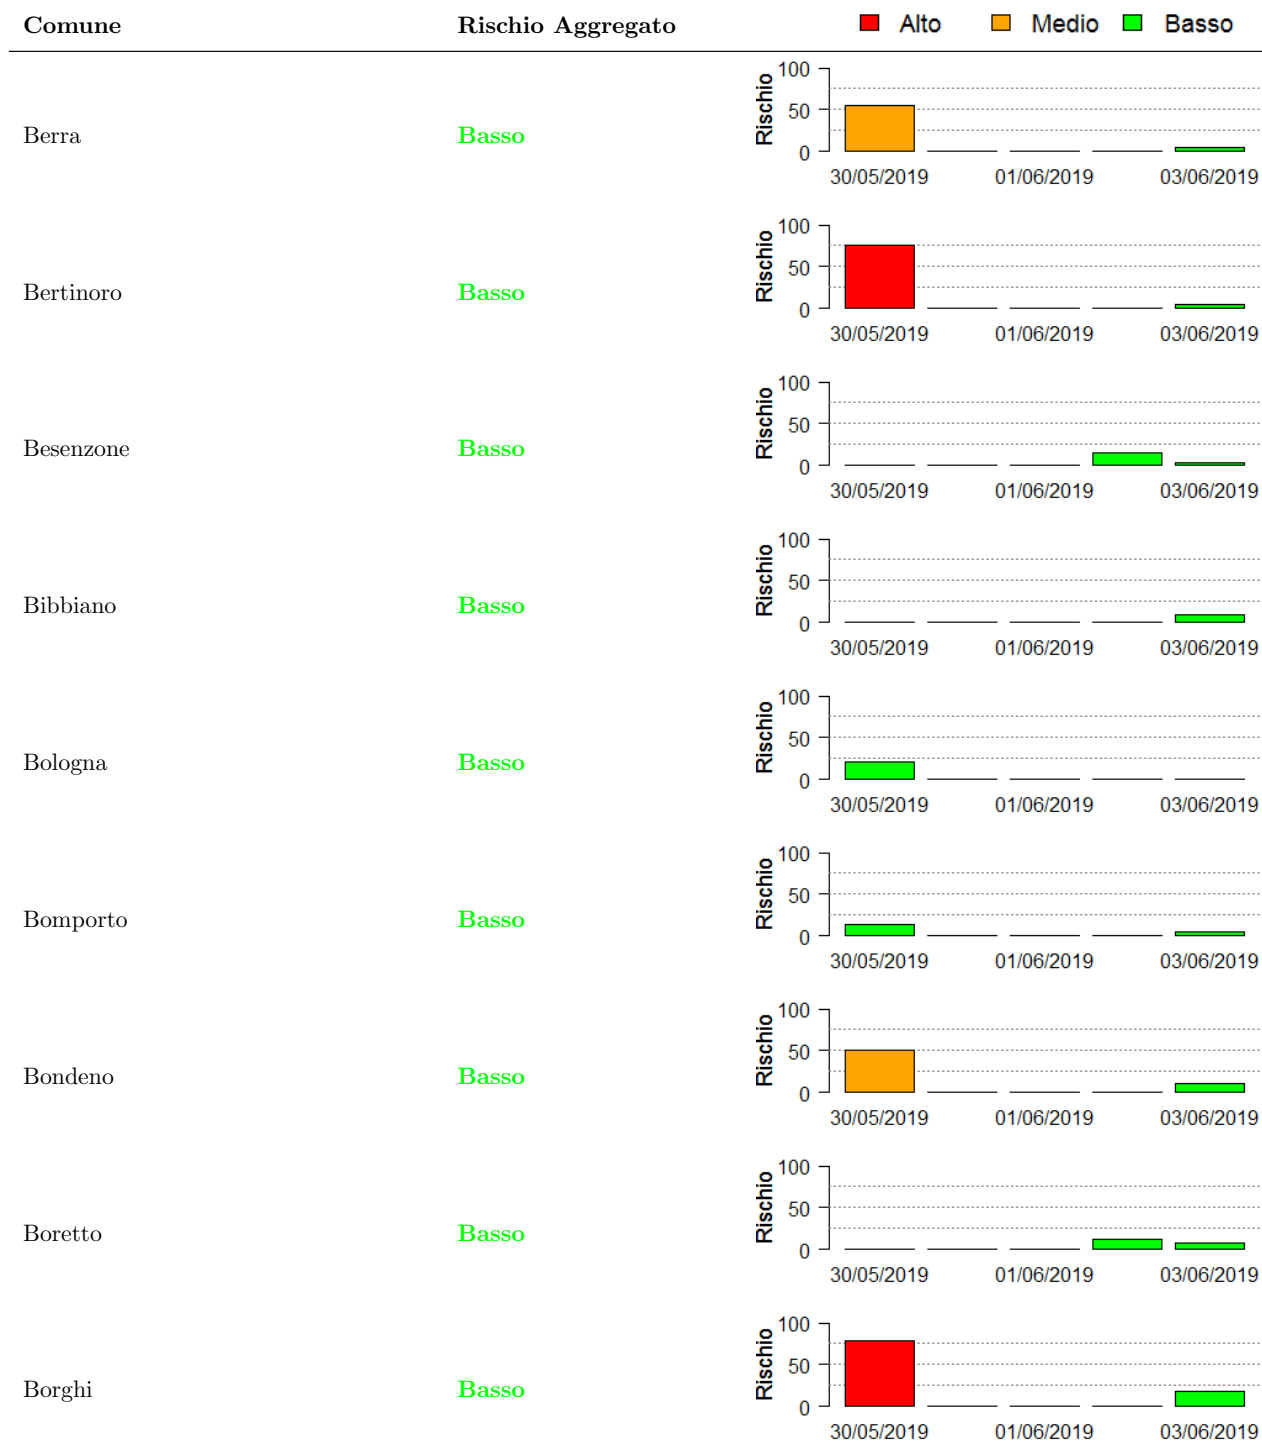 Comune Rischio Aggregato Alto Medio Basso
Berra Basso
Rischio
100
50
0
30/05/2019 01/06/2019 03/06/2019
Bertinoro Basso
Rischio
100
50
0
30/05/2019 01/06/2019 03/06/2019
Besenzone Basso
Rischio
100
50
0
30/05/2019 01/06/2019 03/06/2019
Bibbiano Basso
Rischio
100
50
0
30/05/2019 01/06/2019 03/06/2019
Bologna Basso
Rischio
100
50
0
30/05/2019 01/06/2019 03/06/2019
Bomporto Basso
Rischio
100
50
0
30/05/2019 01/06/2019 03/06/2019
Bondeno Basso
Rischio
100
50
0
30/05/2019 01/06/2019 03/06/2019
Boretto Basso
Rischio
100
50
0
30/05/2019 01/06/2019 03/06/2019
Borghi Basso
Rischio
100
50
0
30/05/2019 01/06/2019 03/06/2019